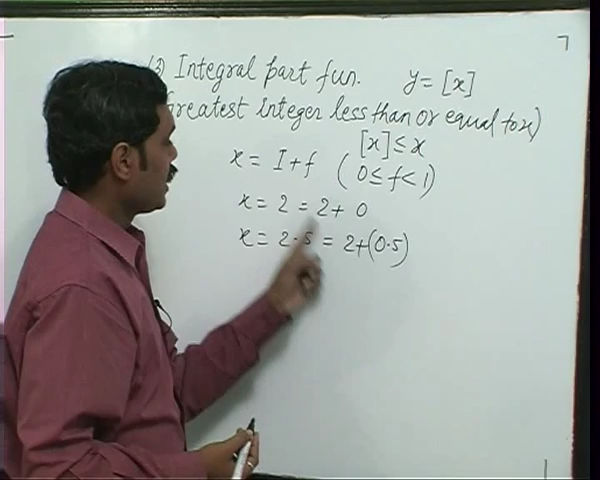 (3) Integral part fun. y = [x]
Greatest integer less than or equal to x)
[x] ≤ x
x = I + f ( 0 ≤ f < 1 )
x = 2 = 2 + 0
x = 2.5 = 2 + (0.5)